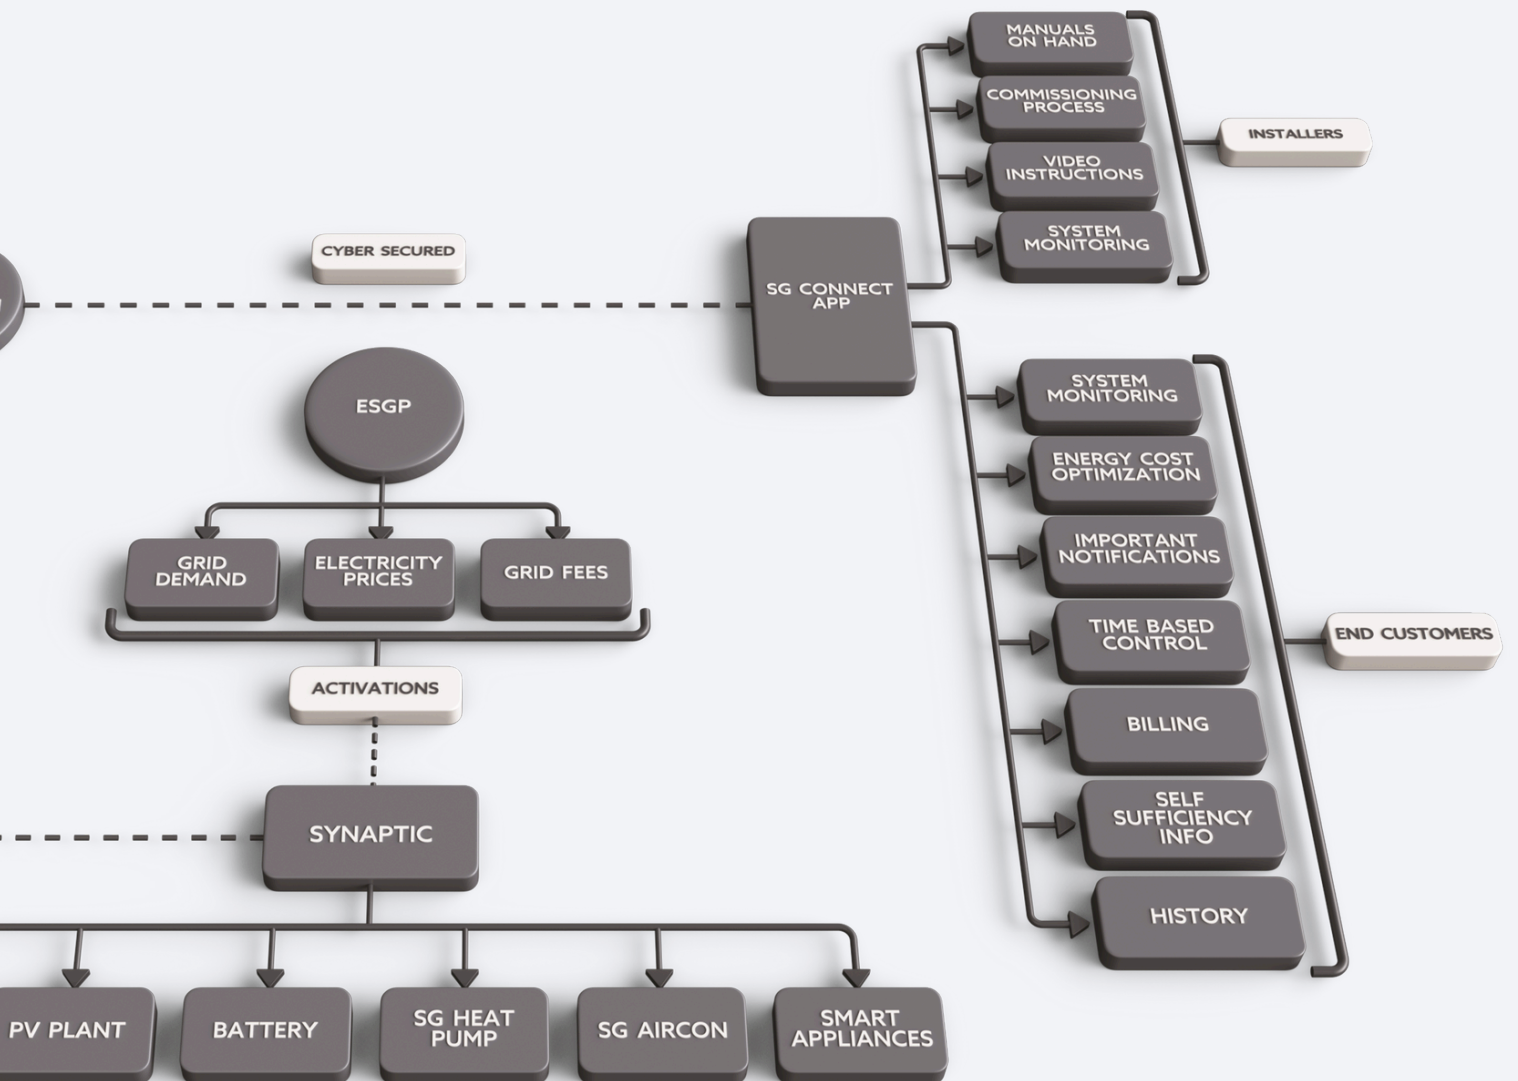 MANUALS
ON HAND
COMMISSIONING
PROCESS
VIDEO
INSTRUCTIONS
SYSTEM
MONITORING
INSTALLERS
CYBER SECURED
SG CONNECT
APP
ESGP
GRID
DEMAND
ELECTRICITY
PRICES
GRID FEES
ACTIVATIONS
SYNAPTIC
SYSTEM
MONITORING
ENERGY COST
OPTIMIZATION
IMPORTANT
NOTIFICATIONS
TIME BASED
CONTROL
BILLING
SELF
SUFFICIENCY
INFO
HISTORY
END CUSTOMERS
PV PLANT
BATTERY
SG HEAT
PUMP
SG AIRCON
SMART
APPLIANCES